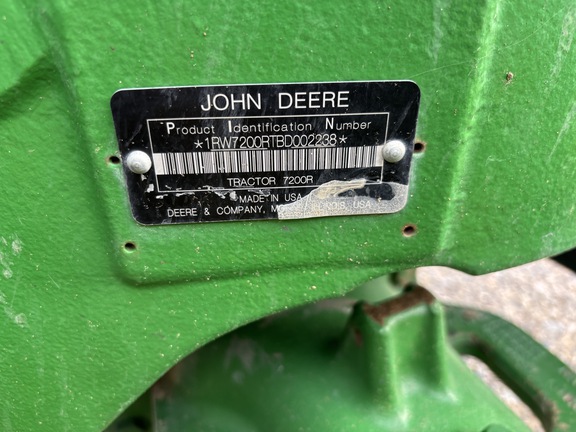 JOHN DEERE
Product Identification Number
*1RW7200RTBD002238*
TRACTOR 7200R
MADE IN USA
DEERE & COMPANY, USA